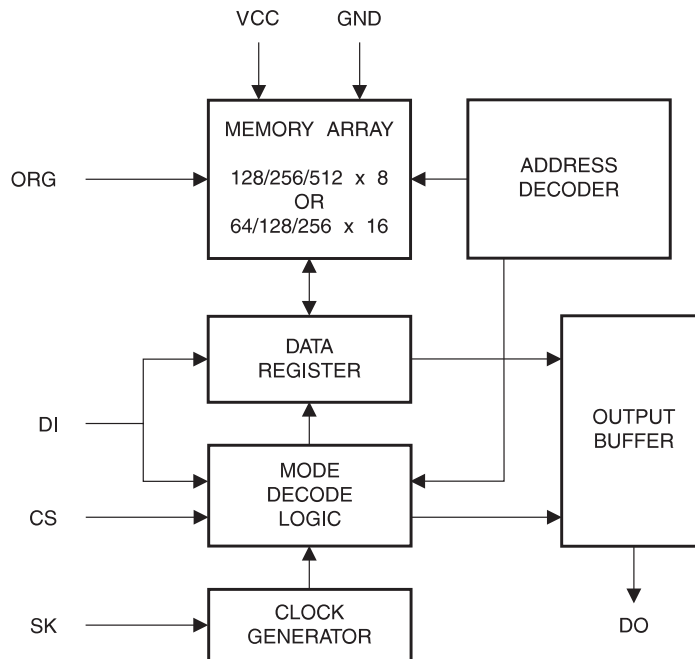 VCC GND
MEMORY ARRAY
128/256/512 x 8
OR
64/128/256 x 16
ADDRESS
DECODER
ORG
DATA
REGISTER
OUTPUT
BUFFER
DI
MODE
DECODE
LOGIC
CS
CLOCK
GENERATOR
SK
DO